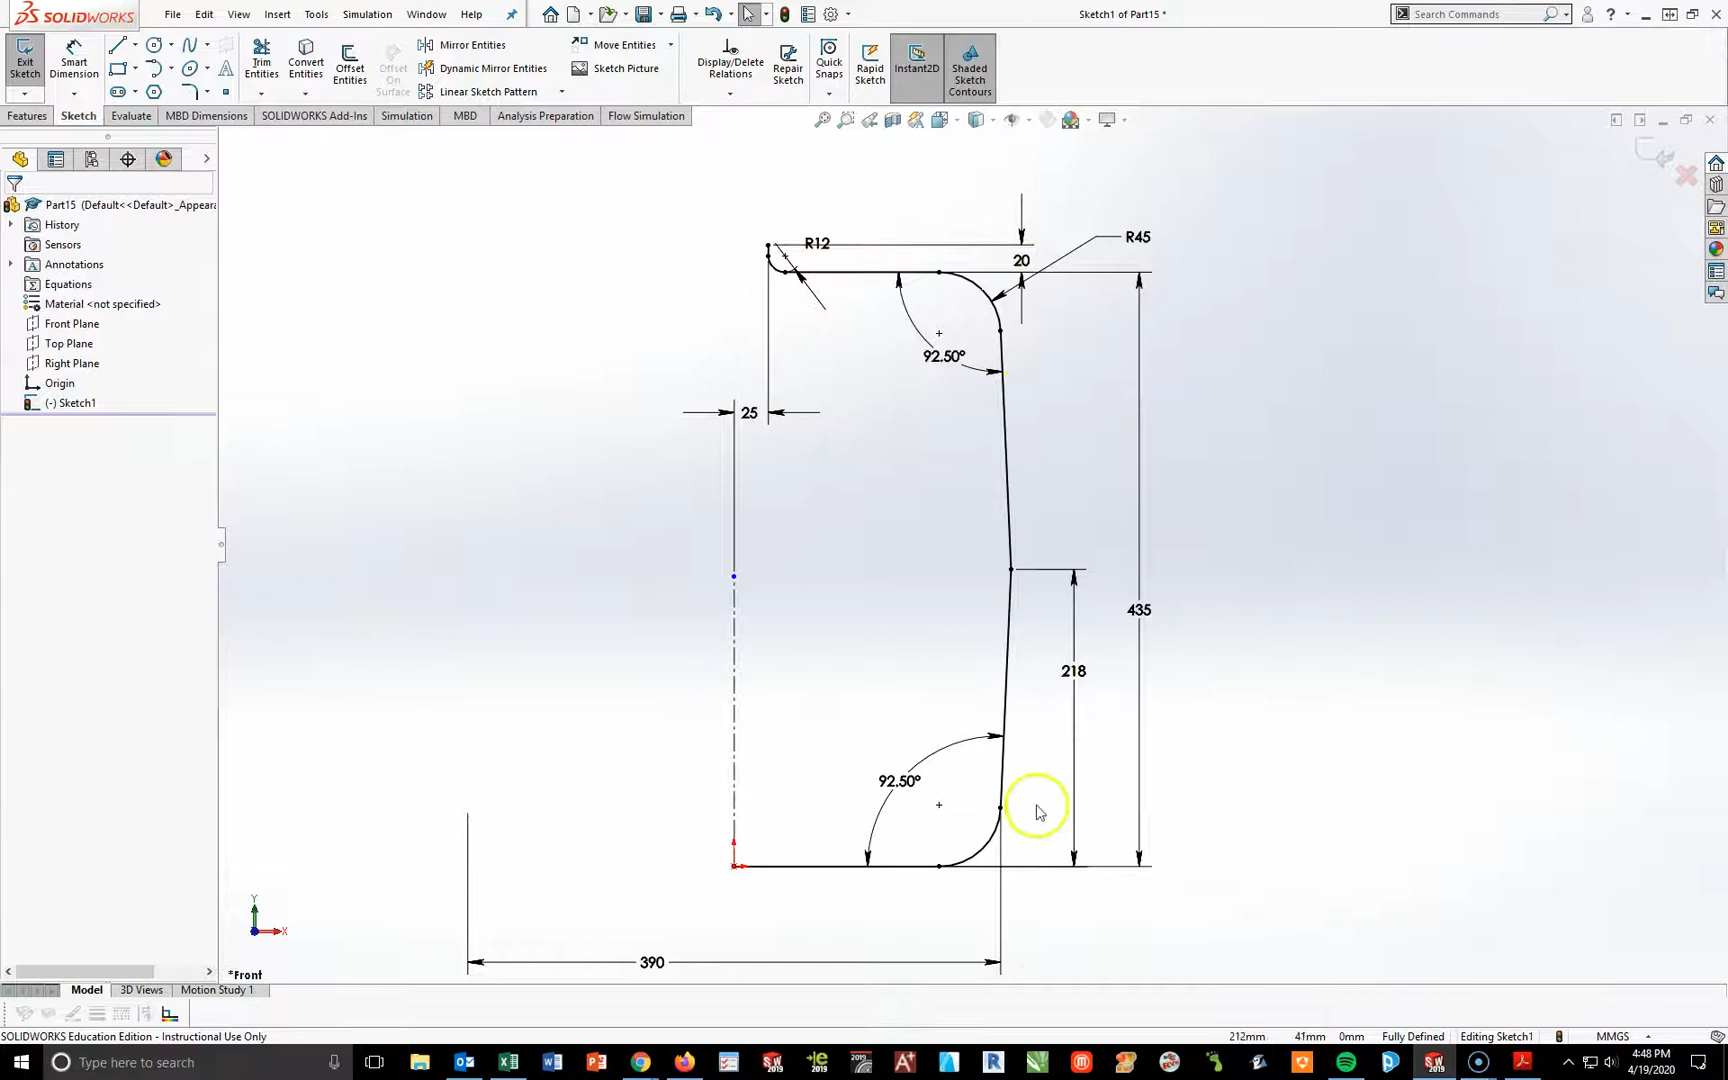 SOLIDWORKS
File Edit View Insert Tools Simulation Window Help
Sketch1 of Part15 *
Search Commands
Exit Sketch
Smart Dimension
Trim Entities
Convert Entities
Offset Entities
Offset On Surface
Mirror Entities
Dynamic Mirror Entities
Linear Sketch Pattern
Move Entities
Sketch Picture
Display/Delete Relations
Repair Sketch
Quick Snaps
Rapid Sketch
Instant2D
Shaded Sketch Contours
Features Sketch Evaluate MBD Dimensions SOLIDWORKS Add-Ins Simulation MBD Analysis Preparation Flow Simulation
Part15 (Default<<Default>_Appeara
History
Sensors
Annotations
Equations
Material <not specified>
Front Plane
Top Plane
Right Plane
Origin
(-) Sketch1
R12
R45
20
92.50°
25
435
218
92.50°
390
Y
X
*Front
Model 3D Views Motion Study 1
SOLIDWORKS Education Edition - Instructional Use Only
212mm 41mm 0mm Fully Defined Editing Sketch1 MMGS
Type here to search
4:48 PM
4/19/2020